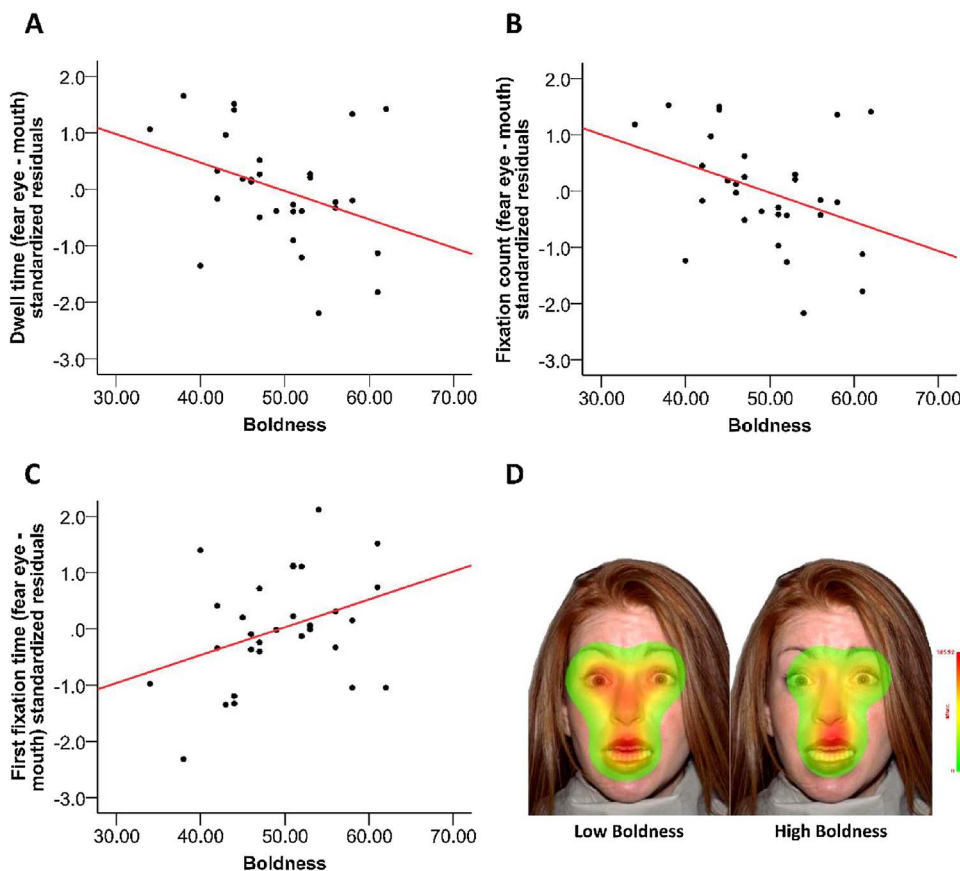 A
Dwell time (fear eye - mouth)
standardized residuals
2.0
1.0
.0
-1.0
-2.0
-3.0
30.00 40.00 50.00 60.00 70.00
Boldness
B
Fixation count (fear eye - mouth)
standardized residuals
2.0
1.0
.0
-1.0
-2.0
-3.0
30.00 40.00 50.00 60.00 70.00
Boldness
C
First fixation time (fear eye -
mouth) standardized residuals
2.0
1.0
.0
-1.0
-2.0
-3.0
30.00 40.00 50.00 60.00 70.00
Boldness
D
0
Low Boldness
High Boldness